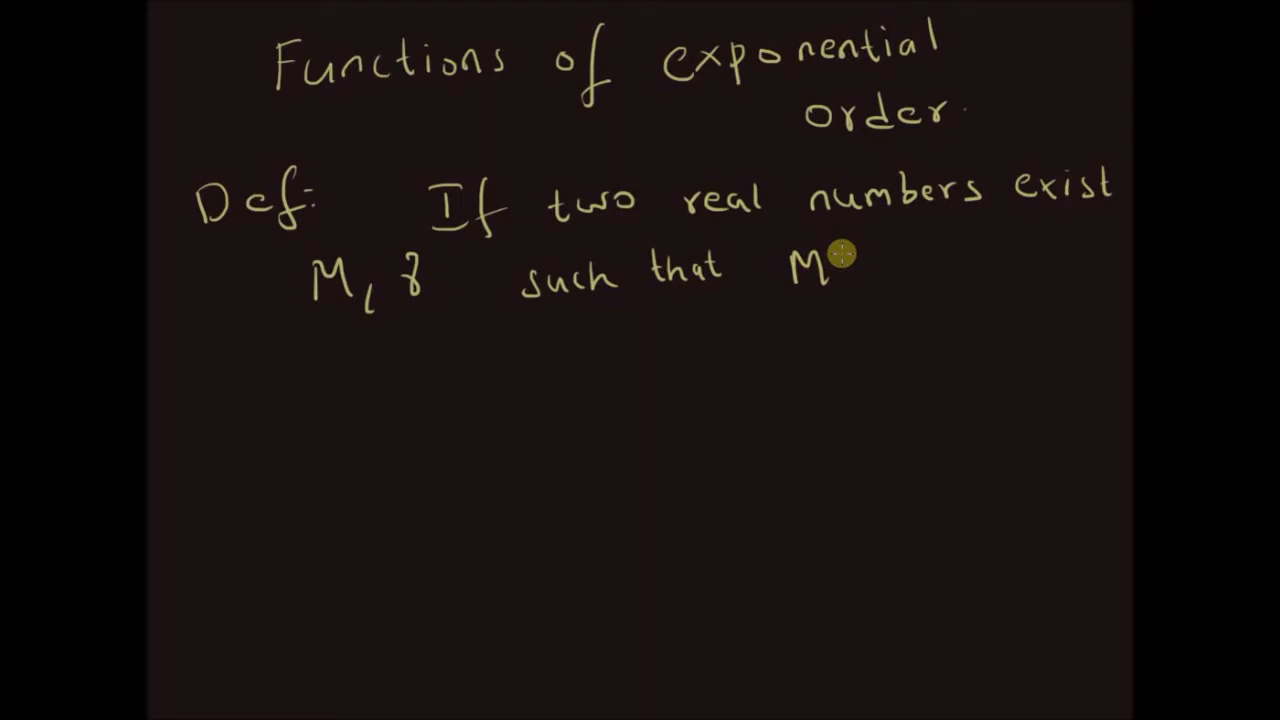 Functions of exponential
order.
Def: If two real numbers exist
M, γ such that M